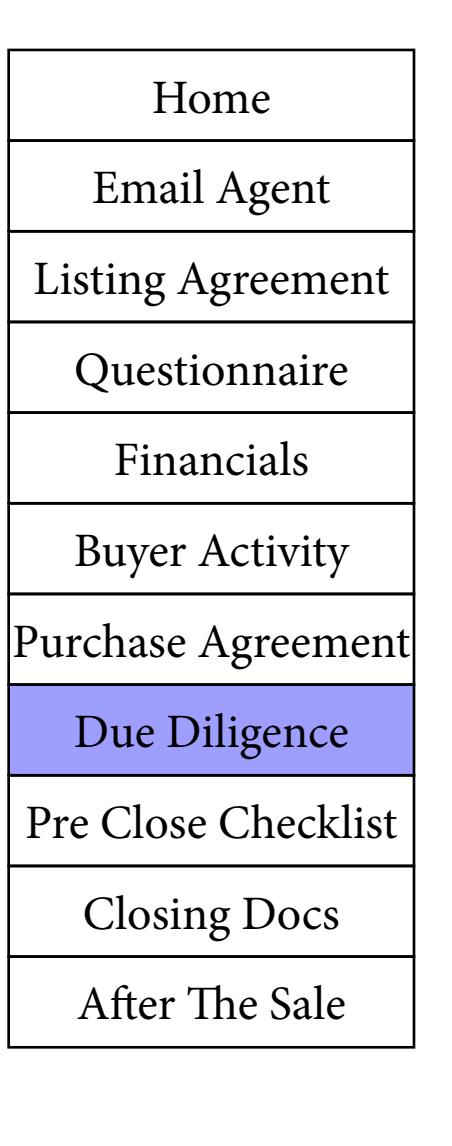 Home
Email Agent
Listing Agreement
Questionnaire
Financials
Buyer Activity
Purchase Agreement
Due Diligence
Pre Close Checklist
Closing Docs
After The Sale